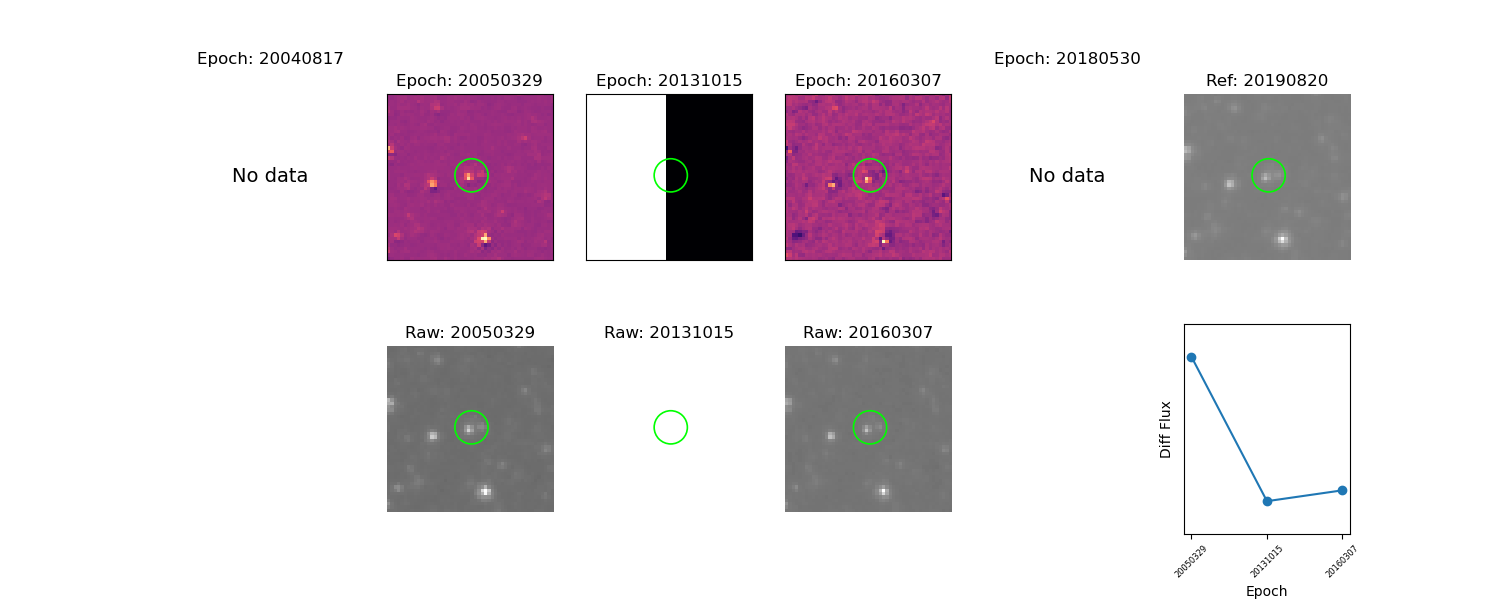 Epoch: 20040817
Epoch: 20180530
Epoch: 20050329
Epoch: 20131015
Epoch: 20160307
Ref: 20190820
No data
No data
Raw: 20050329
Raw: 20131015
Raw: 20160307
Diff Flux
20050329
20131015
20160307
Epoch